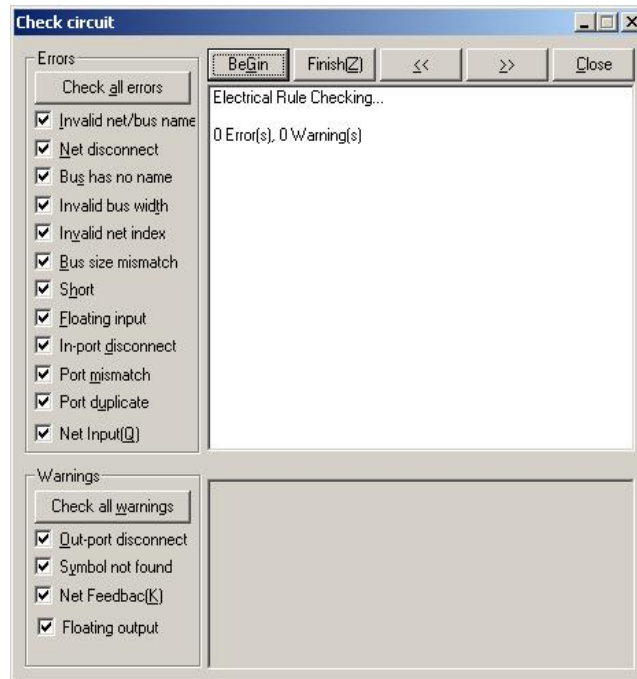 Check circuit
Errors
Check all errors
Invalid net/bus name
Net disconnect
Bus has no name
Invalid bus width
Invalid net index
Bus size mismatch
Short
Floating input
In-port disconnect
Port mismatch
Port duplicate
Net Input(Q)
BeGin
Finish(Z)
<<
>>
Close
Electrical Rule Checking...
0 Error(s), 0 Warning(s)
Warnings
Check all warnings
Out-port disconnect
Symbol not found
Net Feedbac(K)
Floating output